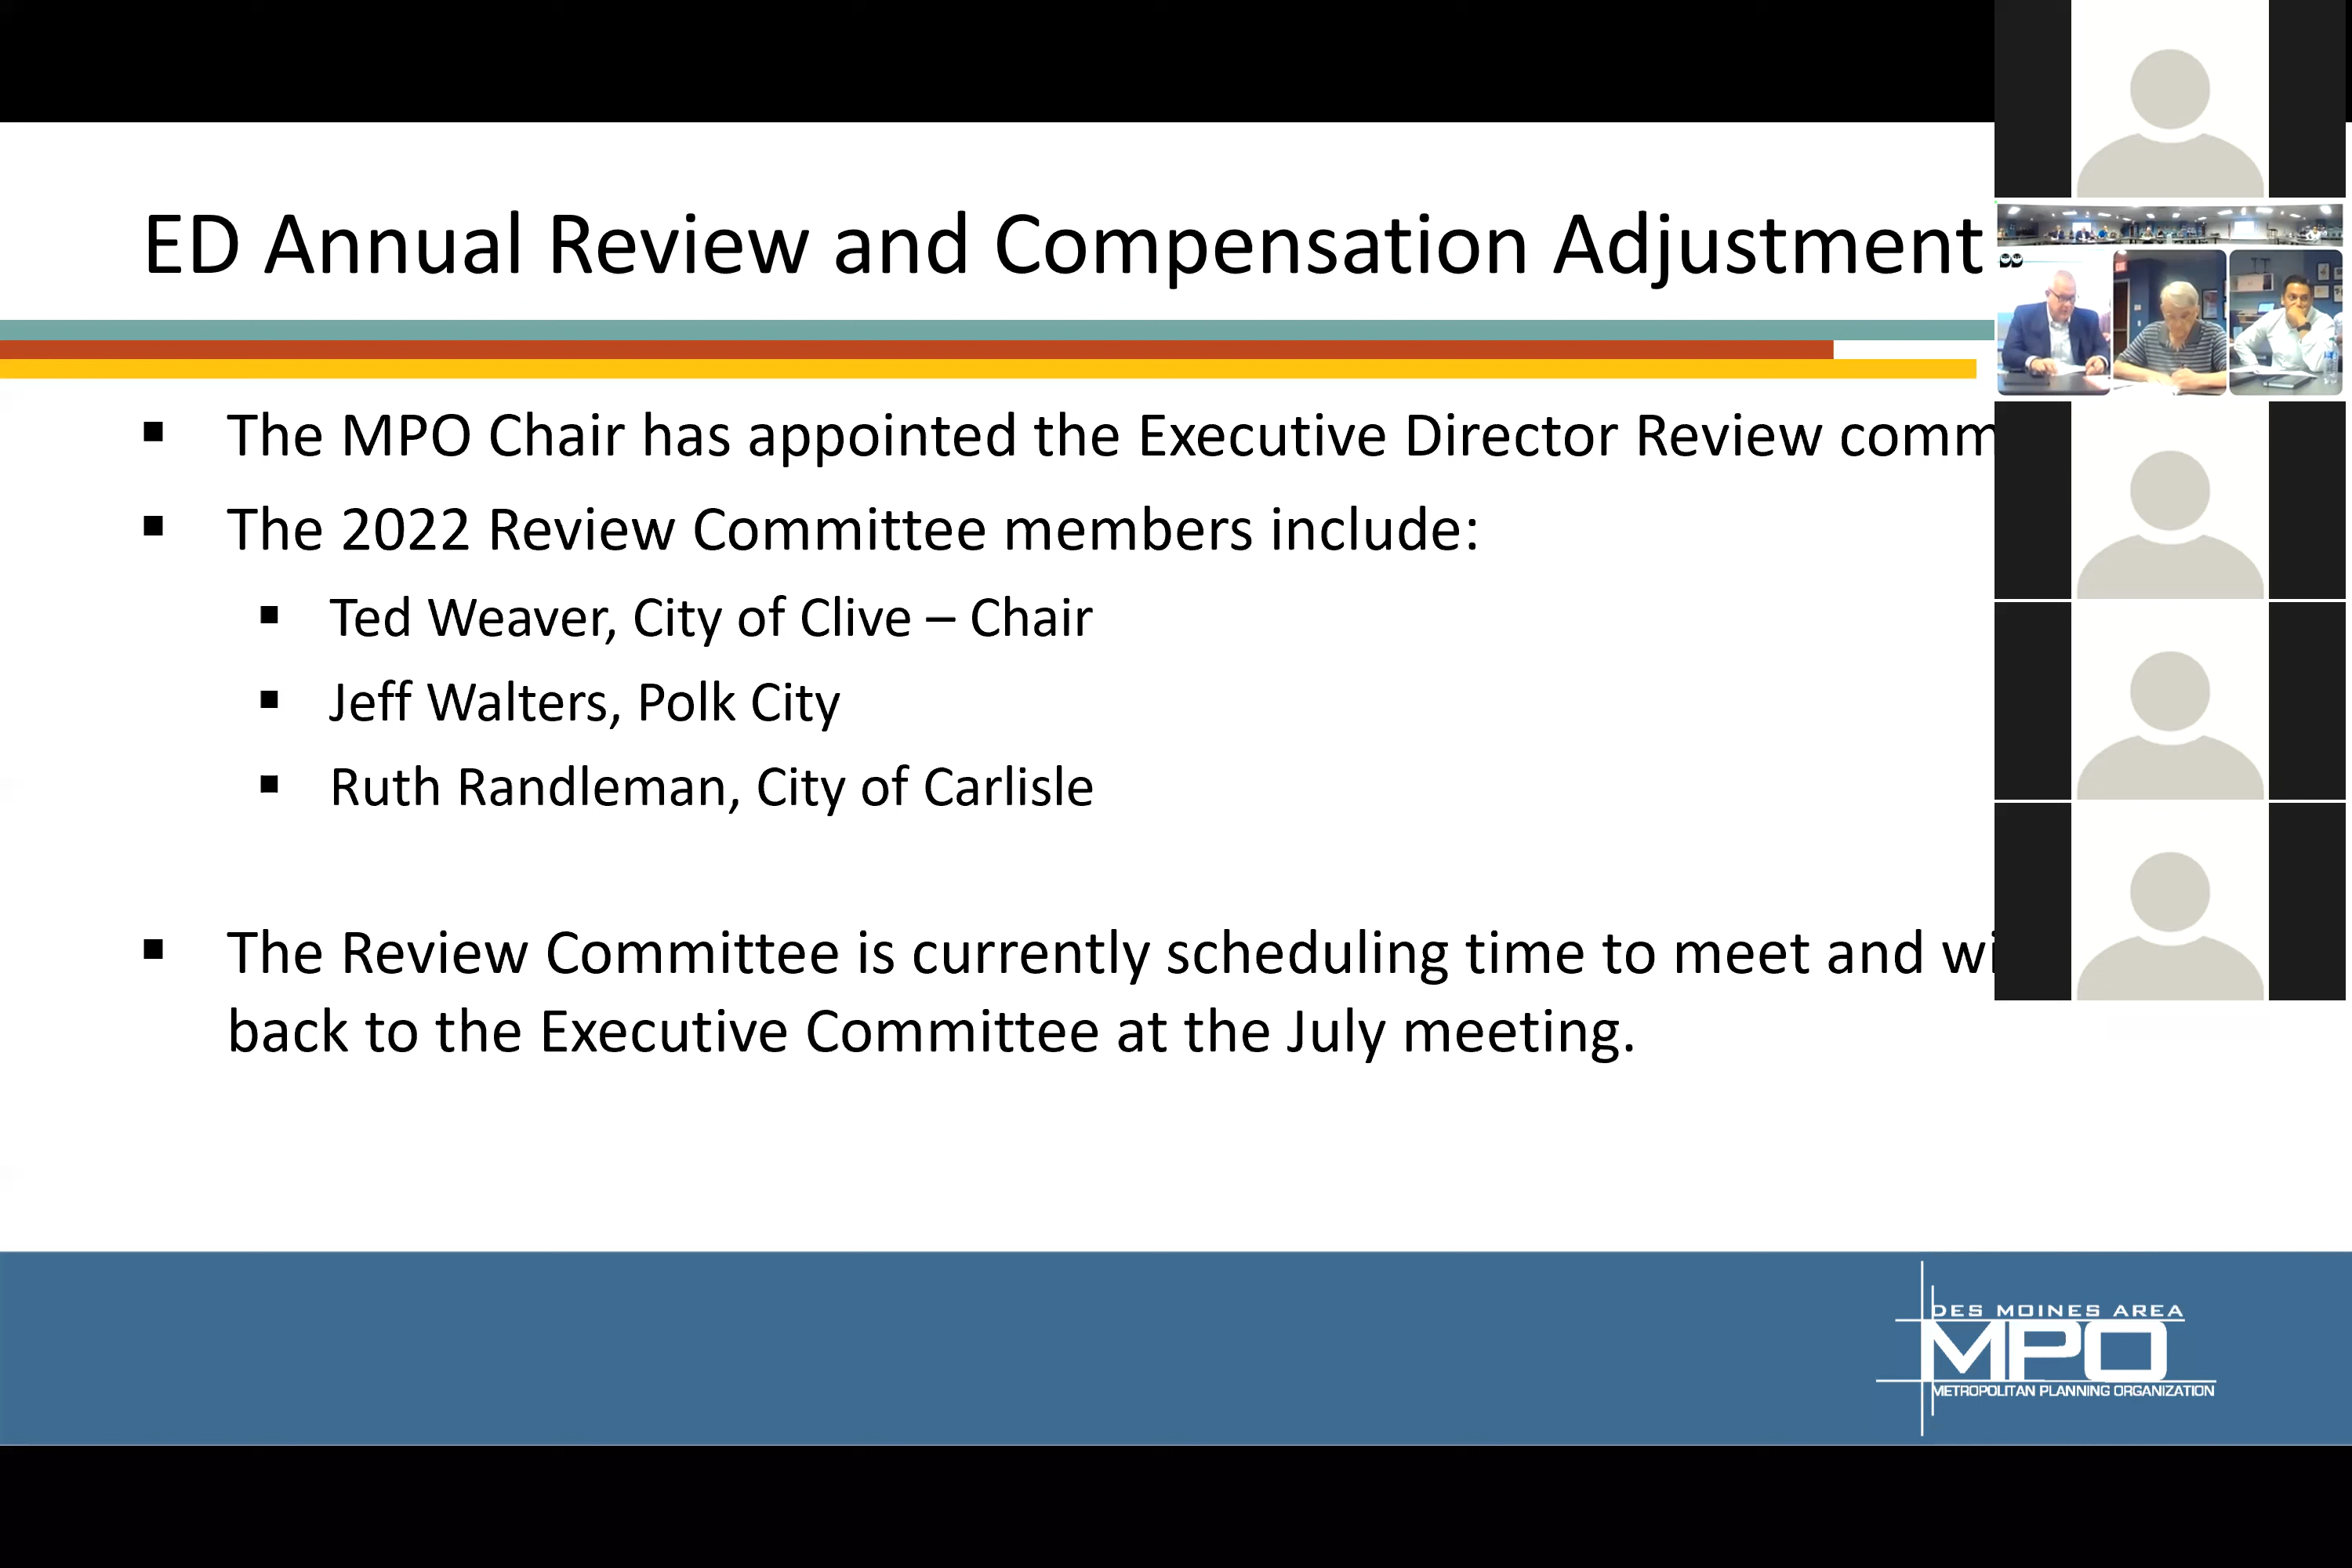 ED Annual Review and Compensation Adjustment
▪ The MPO Chair has appointed the Executive Director Review comm
▪ The 2022 Review Committee members include:
▪ Ted Weaver, City of Clive – Chair
▪ Jeff Walters, Polk City
▪ Ruth Randleman, City of Carlisle
▪ The Review Committee is currently scheduling time to meet and wi
back to the Executive Committee at the July meeting.
DES MOINES AREA
MPO
METROPOLITAN PLANNING ORGANIZATION